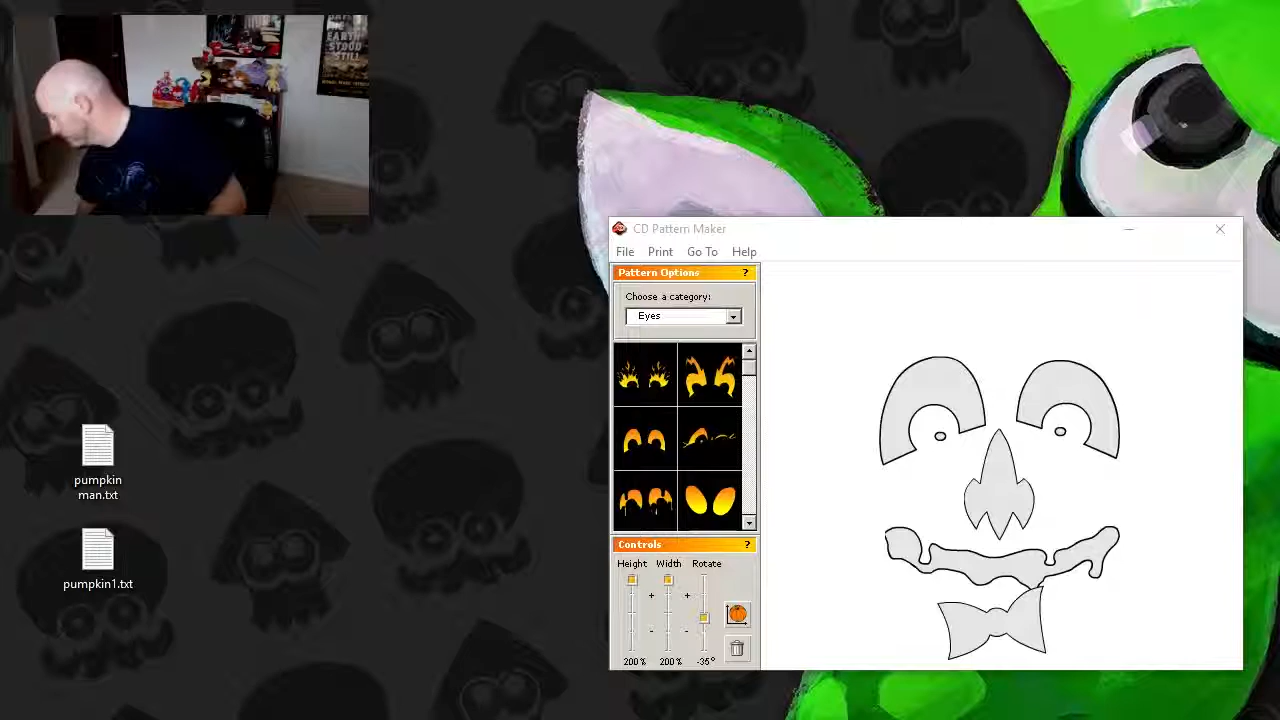 THE
EARTH
STOOD
STILL
CD Pattern Maker
File Print Go To Help
Pattern Options ?
Choose a category:
Eyes
Controls ?
Height Width Rotate
+ +
- -
200% 200% -35°
pumpkin
man.txt
pumpkin1.txt